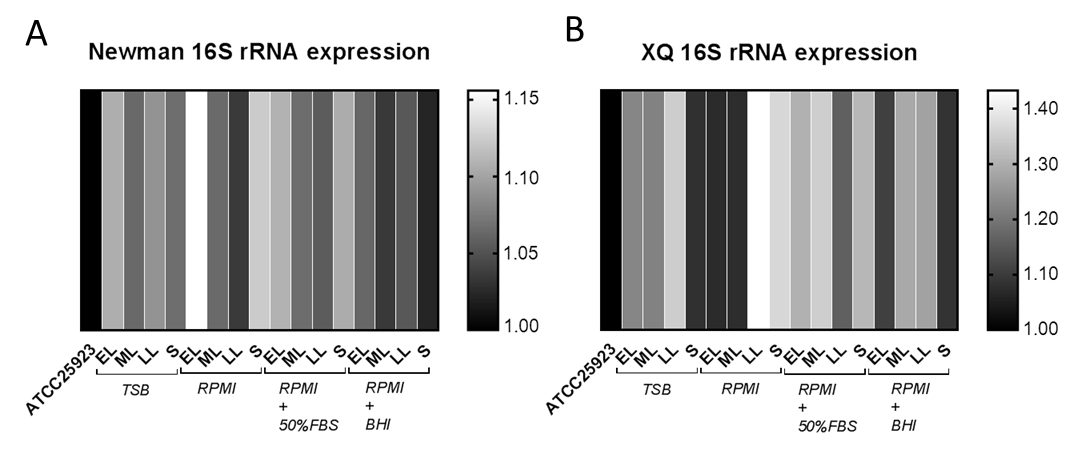 A
Newman 16S rRNA expression
1.15
1.10
1.05
1.00
ATCC25923
EL
ML
LL
S
EL
ML
LL
S
EL
ML
LL
S
EL
ML
LL
S
TSB
RPMI
RPMI
+
50%FBS
RPMI
+
BHI
B
XQ 16S rRNA expression
1.40
1.30
1.20
1.10
1.00
ATCC25923
EL
ML
LL
S
EL
ML
LL
S
EL
ML
LL
S
EL
ML
LL
S
TSB
RPMI
RPMI
+
50%FBS
RPMI
+
BHI